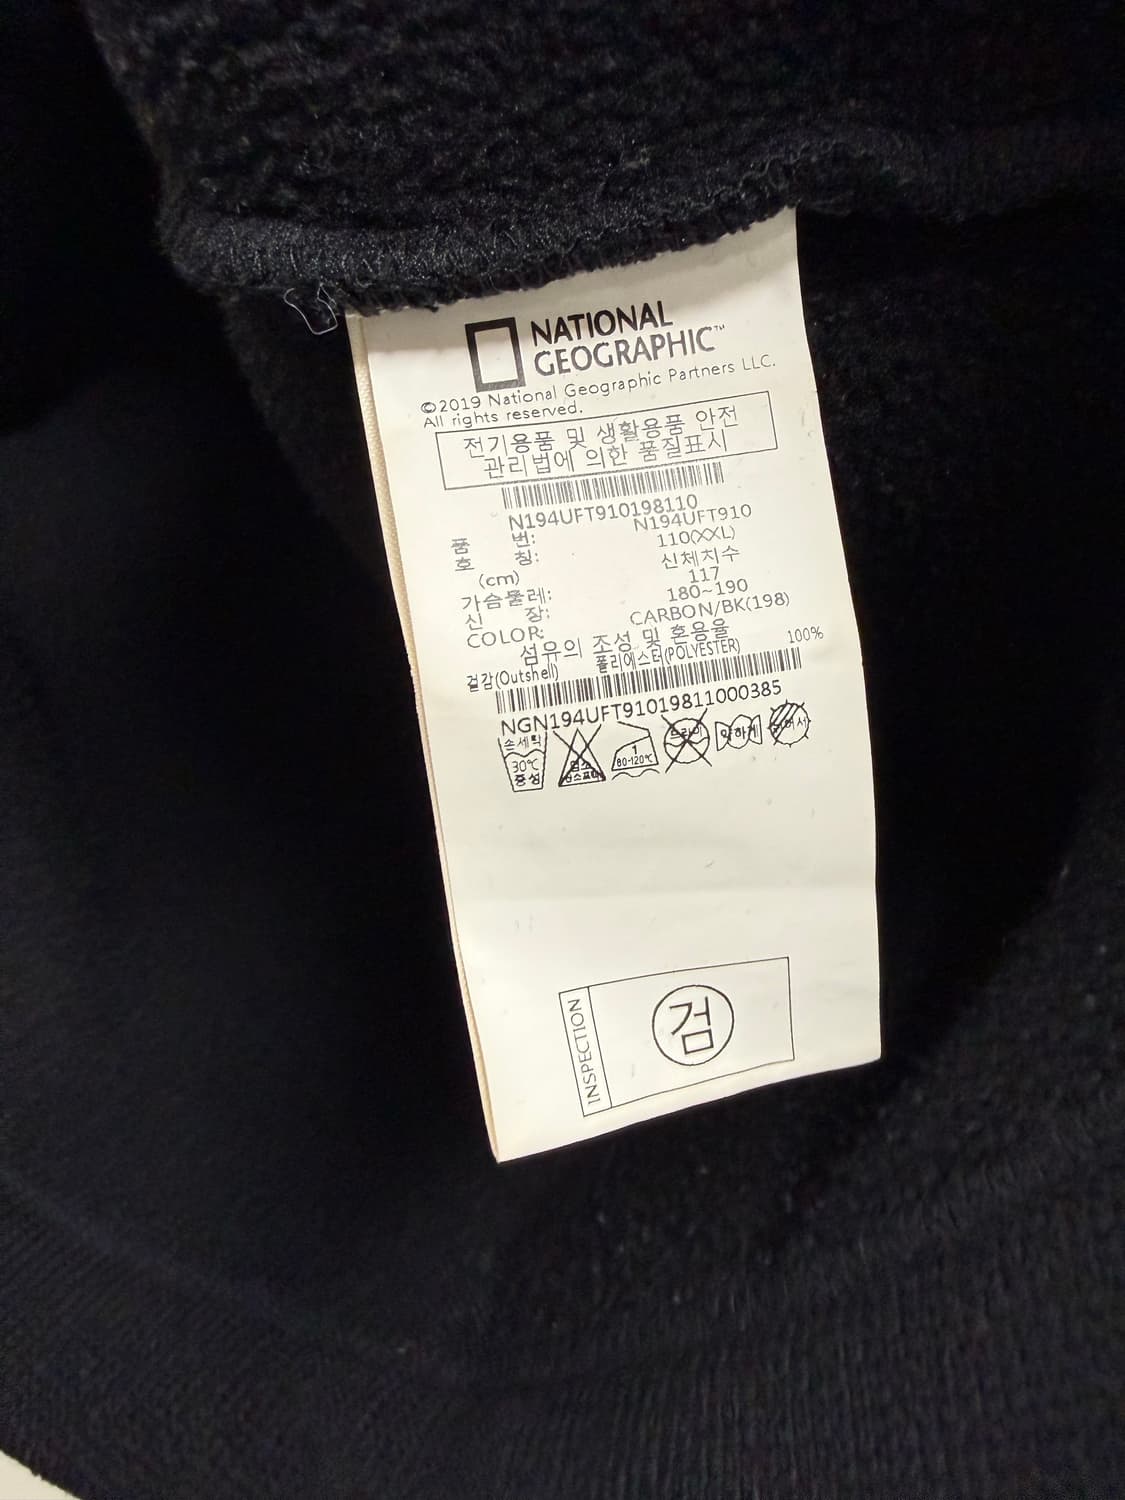 NATIONAL
GEOGRAPHIC™
©2019 National Geographic Partners LLC.
All rights reserved.
전기용품 및 생활용품 안전
관리법에 의한 품질표시
N194UFT910198110
품 번: N194UFT910
호 칭: 110(XXL)
(cm) 신체치수
가슴둘레: 117
신 장: 180~190
COLOR: CARBON/BK(198)
섬유의 조성 및 혼용율
겉감(Outshell) 폴리에스터(POLYESTER) 100%
NGN194UFT91019811000385
손세탁
30℃
중성
1
80-120℃
드라이
약하게
INSPECTION
검